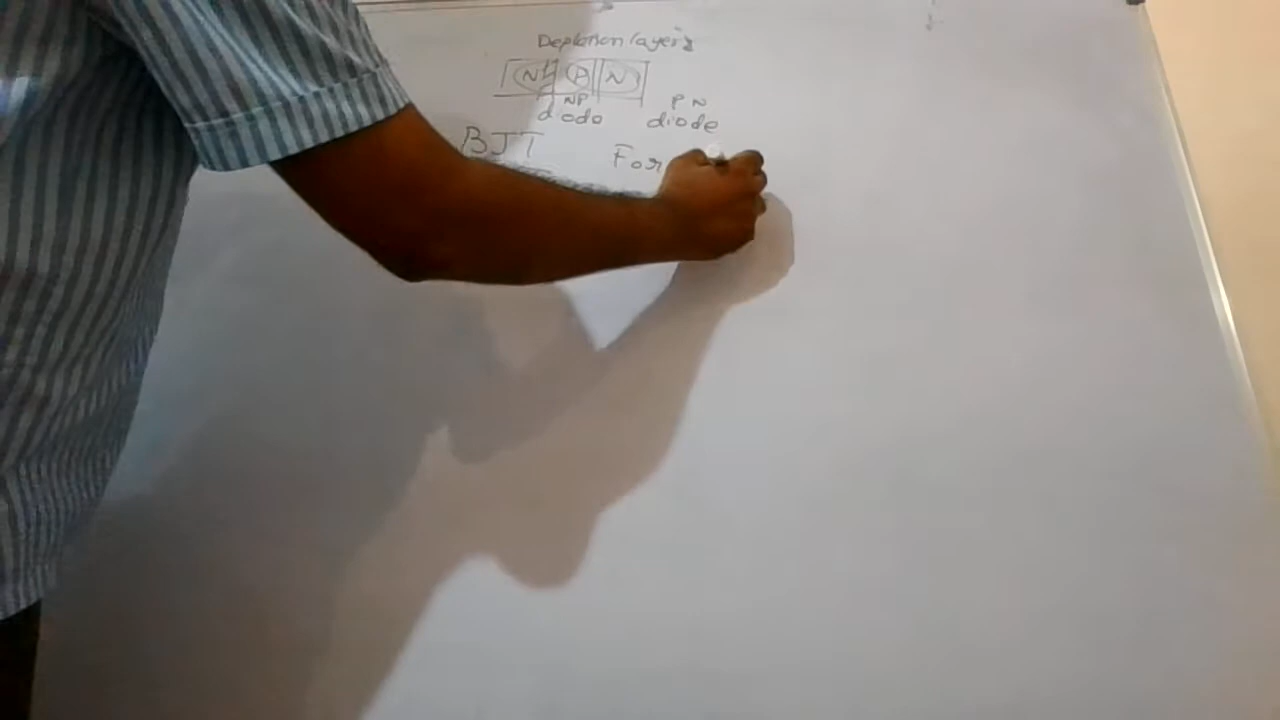 Depletion layers
N P N
NP PN
diode diode
BJT For